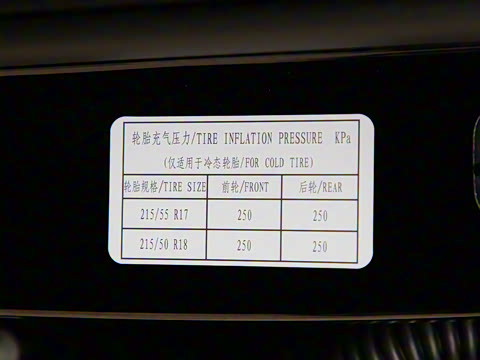 轮胎充气压力/TIRE INFLATION PRESSURE KPa
(仅适用于冷态轮胎/FOR COLD TIRE)
轮胎规格/TIRE SIZE 前轮/FRONT 后轮/REAR
215/55 R17 250 250
215/50 R18 250 250